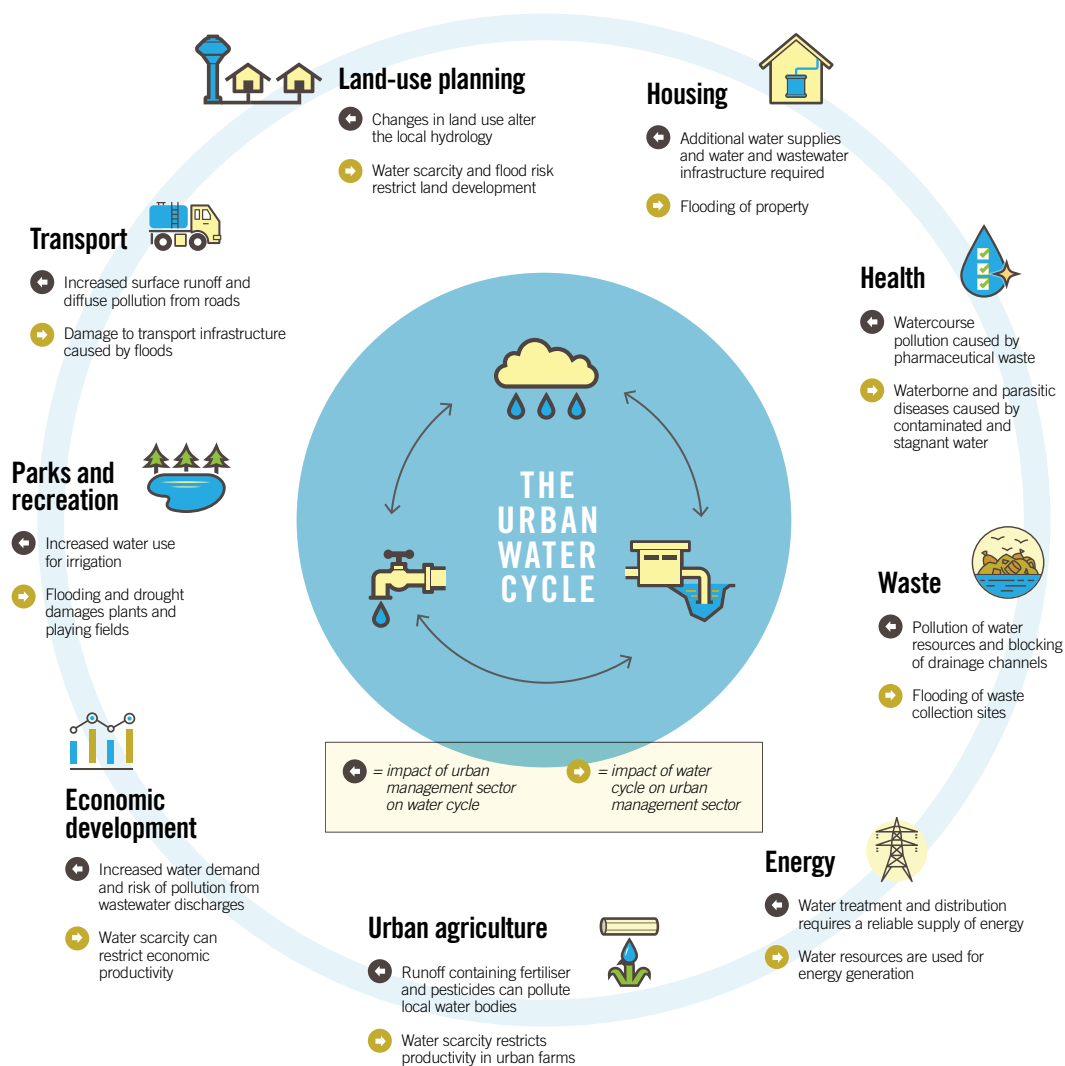 Land-use planning
Changes in land use alter
the local hydrology
Water scarcity and flood risk
restrict land development
Housing
Additional water supplies
and water and wastewater
infrastructure required
Flooding of property
Health
Watercourse
pollution caused by
pharmaceutical waste
Waterborne and parasitic
diseases caused by
contaminated and
stagnant water
Waste
Pollution of water
resources and blocking
of drainage channels
Flooding of waste
collection sites
Energy
Water treatment and distribution
requires a reliable supply of energy
Water resources are used for
energy generation
Urban agriculture
Runoff containing fertiliser
and pesticides can pollute
local water bodies
Water scarcity restricts
productivity in urban farms
Economic
development
Increased water demand
and risk of pollution from
wastewater discharges
Water scarcity can
restrict economic
productivity
Parks and
recreation
Increased water use
for irrigation
Flooding and drought
damages plants and
playing fields
Transport
Increased surface runoff and
diffuse pollution from roads
Damage to transport infrastructure
caused by floods
THE
URBAN
WATER
CYCLE
= impact of urban
management sector
on water cycle
= impact of water
cycle on urban
management sector